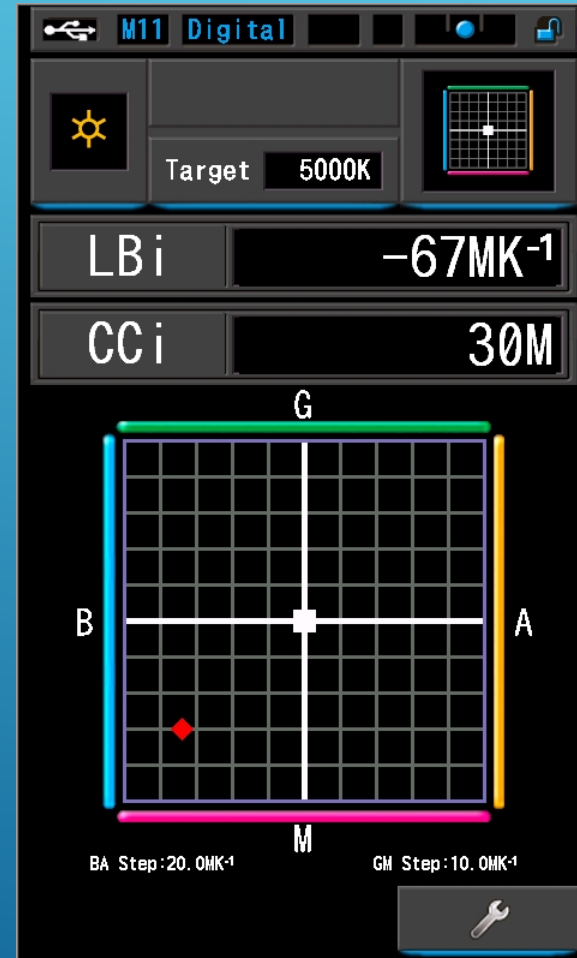 M11 Digital
Target 5000K
LBi -67MK⁻¹
CCi 30M
G
B A
M
BA Step:20.0MK⁻¹ GM Step:10.0MK⁻¹